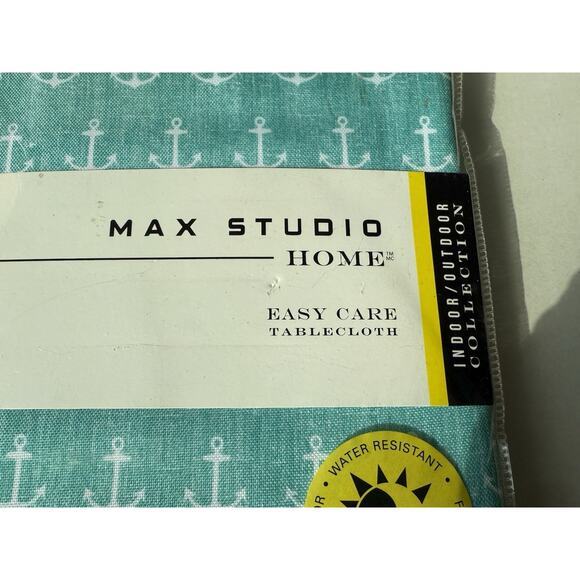 MAX STUDIO
HOME™ MC
EASY CARE
TABLECLOTH
INDOOR/OUTDOOR
COLLECTION
· WATER RESISTANT ·